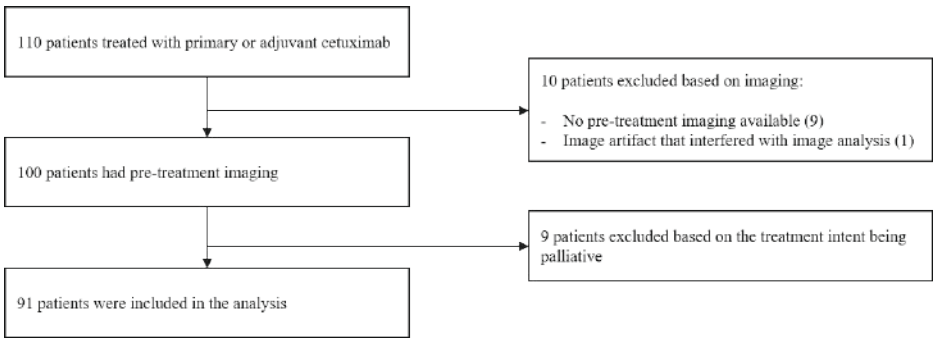 110 patients treated with primary or adjuvant cetuximab
10 patients excluded based on imaging:
- No pre-treatment imaging available (9)
- Image artifact that interfered with image analysis (1)
100 patients had pre-treatment imaging
9 patients excluded based on the treatment intent being
palliative
91 patients were included in the analysis